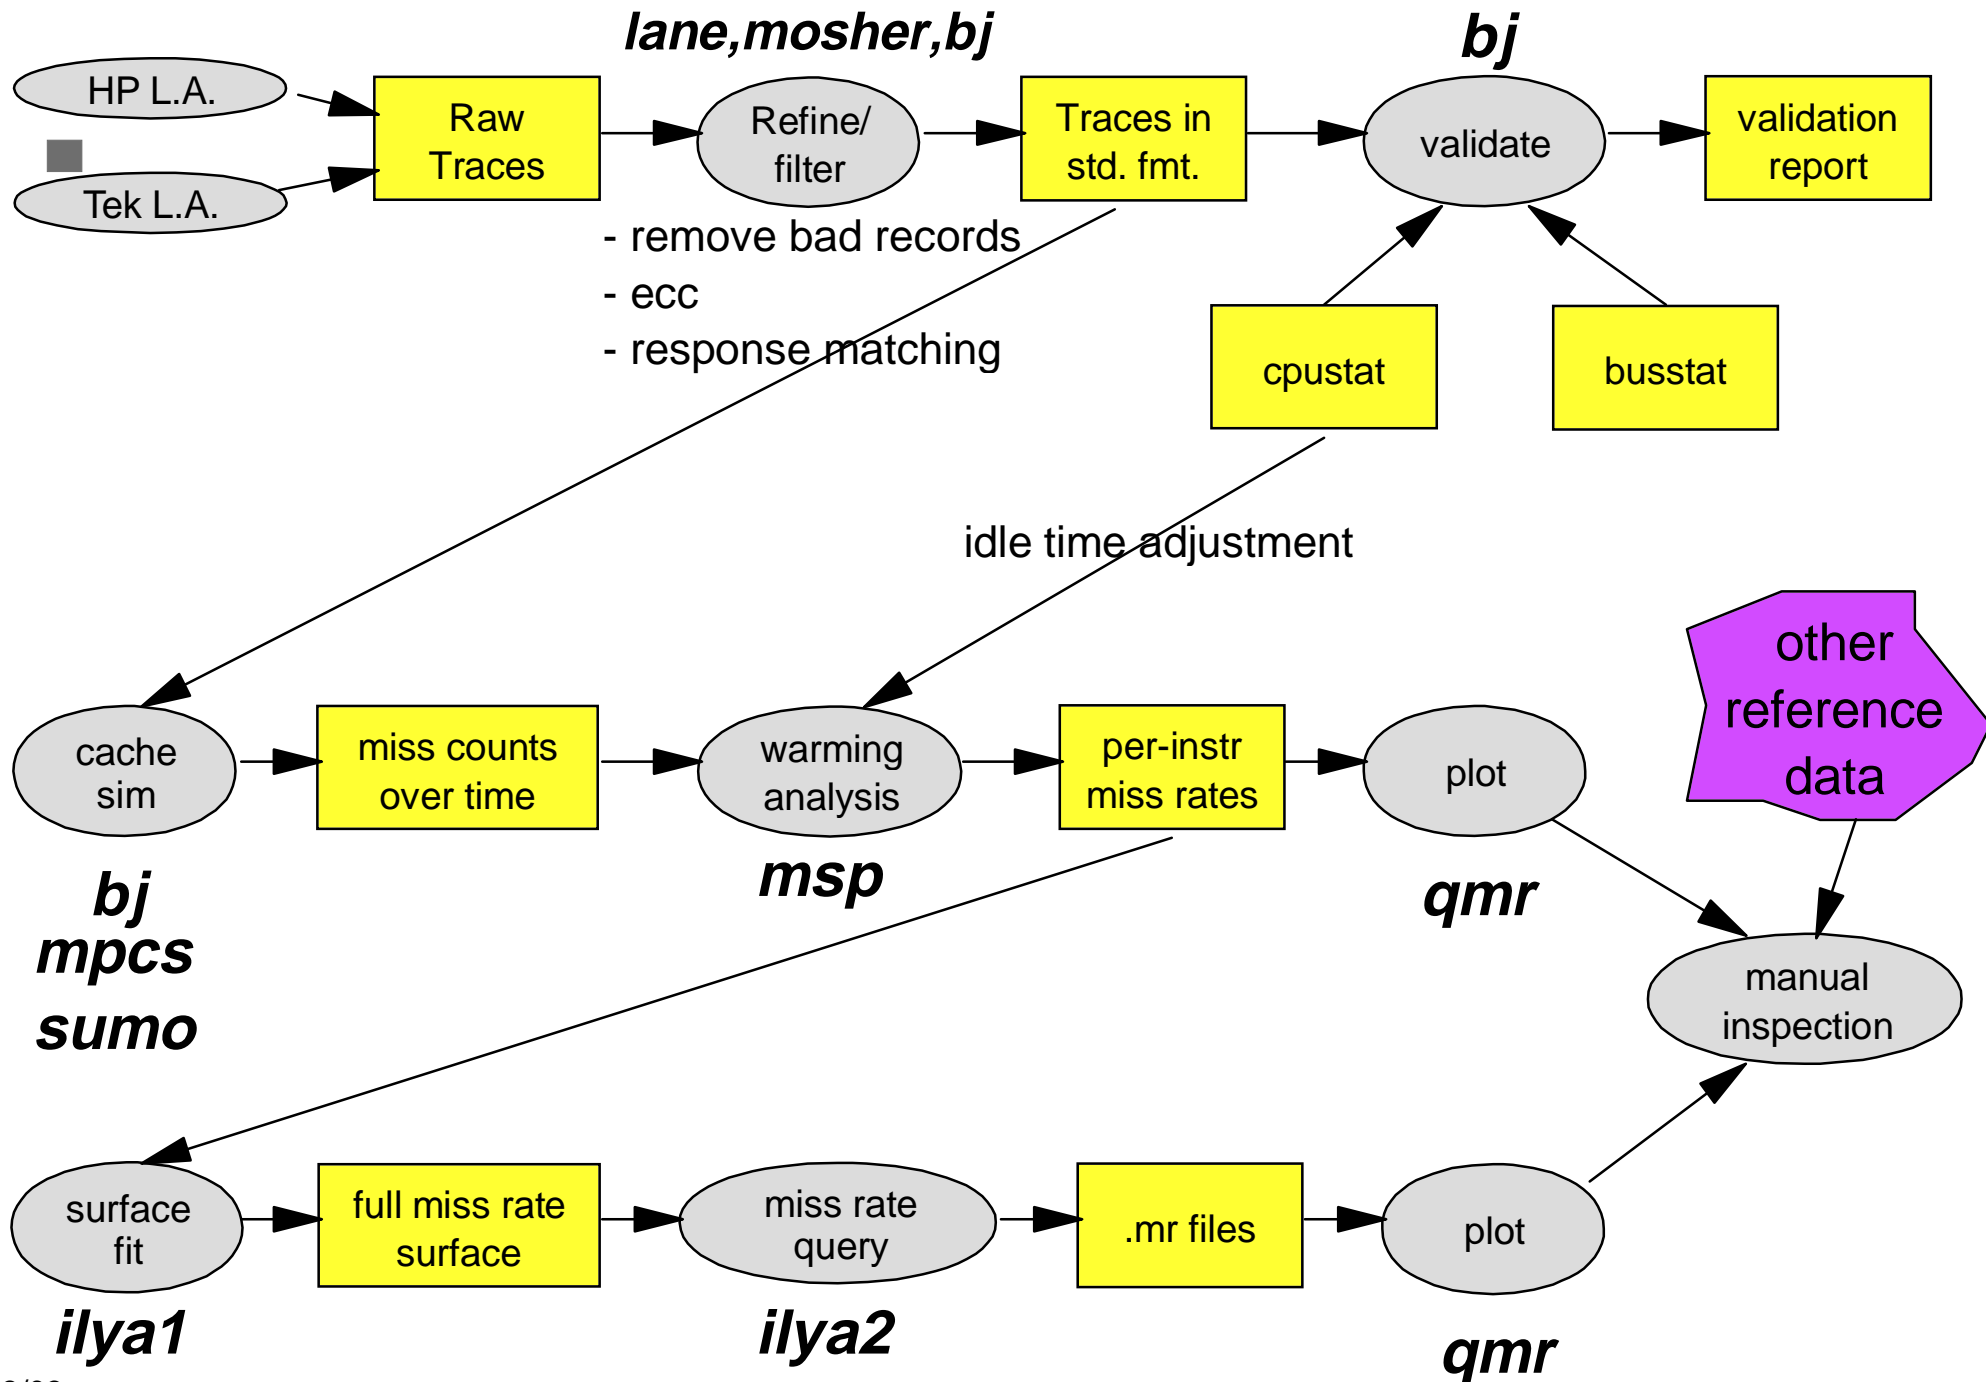 lane,mosher,bj
bj
HP L.A.
Tek L.A.
Raw
Traces
Refine/
filter
Traces in
std. fmt.
validate
validation
report
- remove bad records
- ecc
- response matching
cpustat
busstat
idle time adjustment
other
reference
data
cache
sim
miss counts
over time
warming
analysis
per-instr
miss rates
plot
bj
mpcs
sumo
msp
qmr
manual
inspection
surface
fit
full miss rate
surface
miss rate
query
.mr files
plot
ilya1
ilya2
qmr